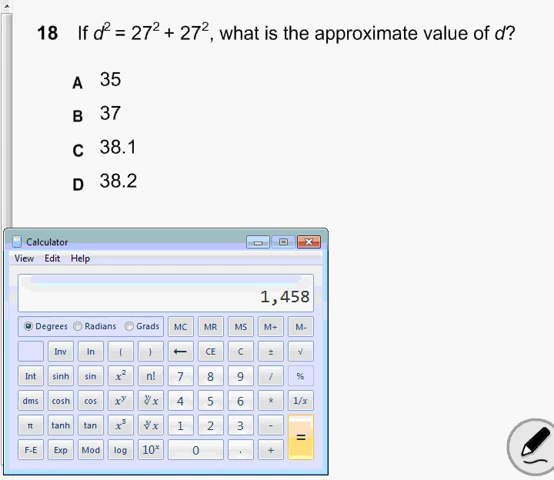 18 If d² = 27² + 27², what is the approximate value of d?
A 35
B 37
C 38.1
D 38.2
Calculator
View Edit Help
1,458
Degrees Radians Grads MC MR MS M+ M-
Inv ln ( ) ← CE C ± √
Int sinh sin x² n! 7 8 9 / %
dms cosh cos xʸ ʸ√x 4 5 6 * 1/x
π tanh tan x³ ³√x 1 2 3 - =
F-E Exp Mod log 10ˣ 0 . +